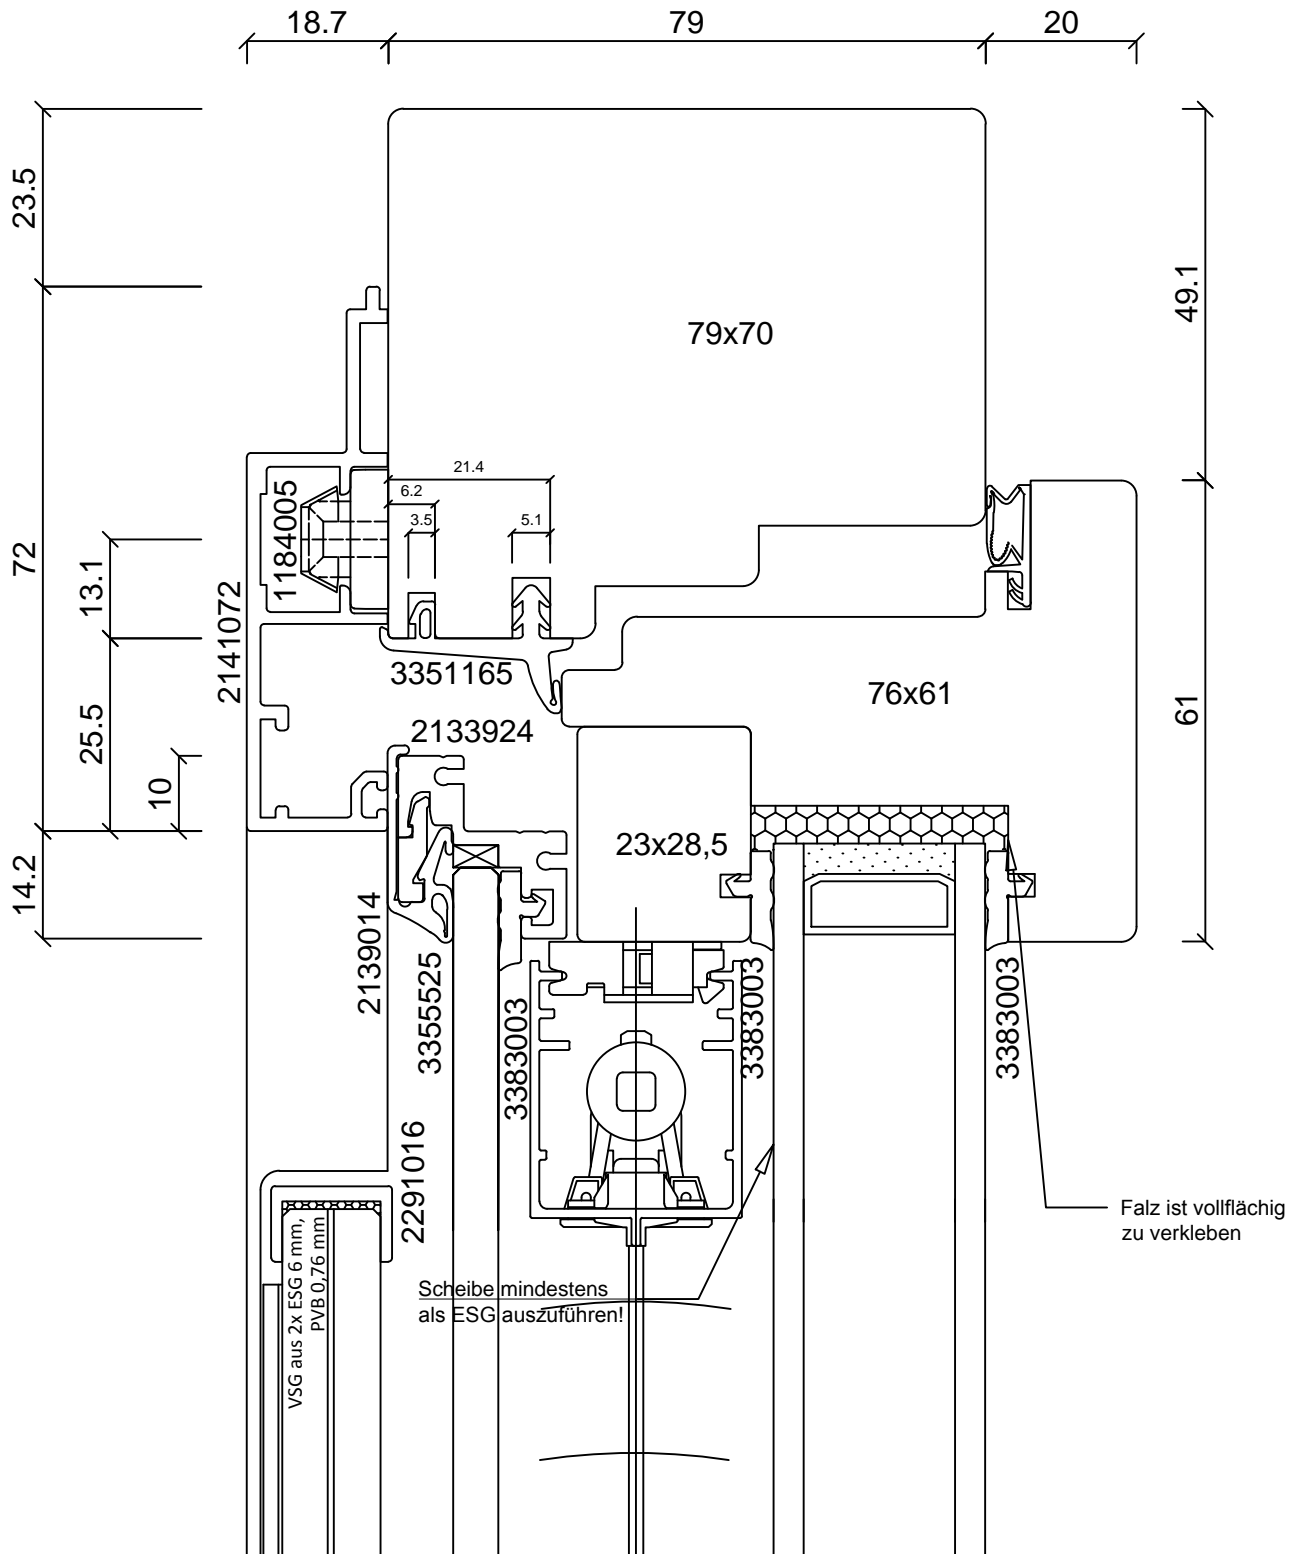 18.7
79
20
23.5
72
14.2
13.1
25.5
10
49.1
61
79x70
21.4
6.2
3.5
5.1
1184005
2141072
3351165
2133924
76x61
23x28,5
2139014
3355525
3383003
3383003
3383003
2291016
VSG aus 2x ESG 6 mm,
PVB 0,76 mm
Scheibe mindestens
als ESG auszuführen!
Falz ist vollflächig
zu verkleben